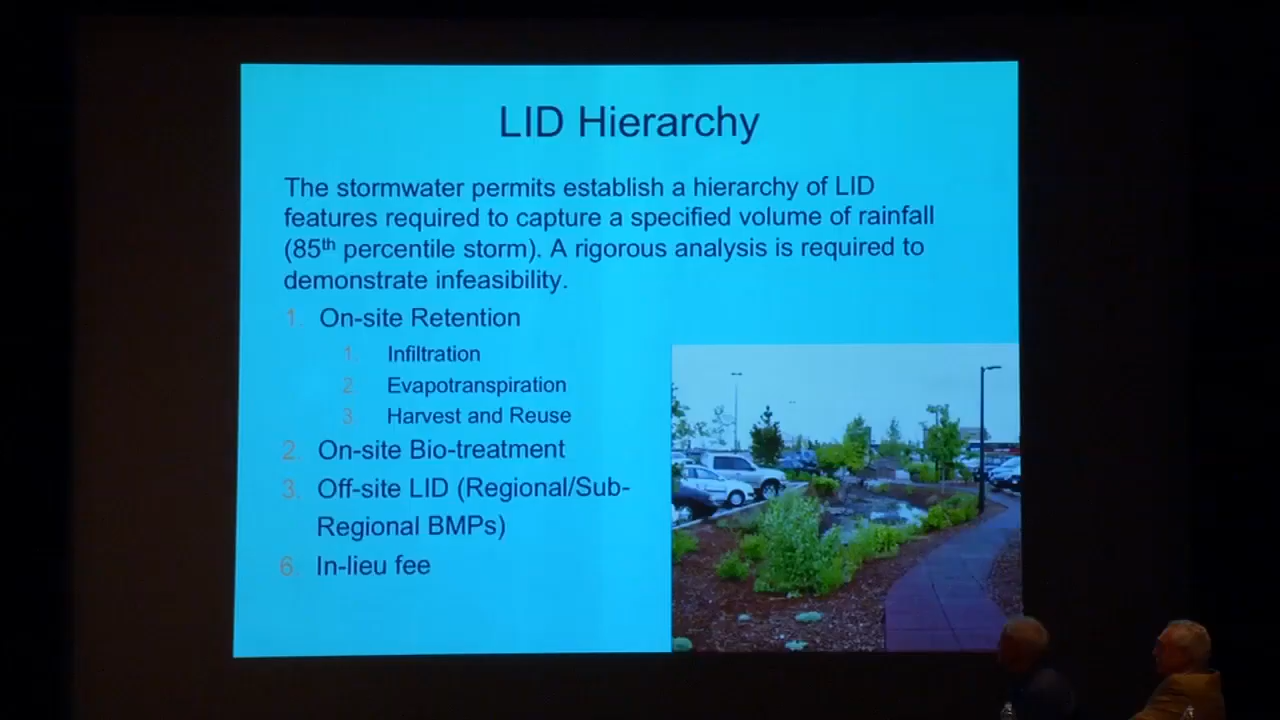 LID Hierarchy
The stormwater permits establish a hierarchy of LID
features required to capture a specified volume of rainfall
(85th percentile storm). A rigorous analysis is required to
demonstrate infeasibility.
1. On-site Retention
1. Infiltration
2. Evapotranspiration
3. Harvest and Reuse
2. On-site Bio-treatment
3. Off-site LID (Regional/Sub-
Regional BMPs)
6. In-lieu fee